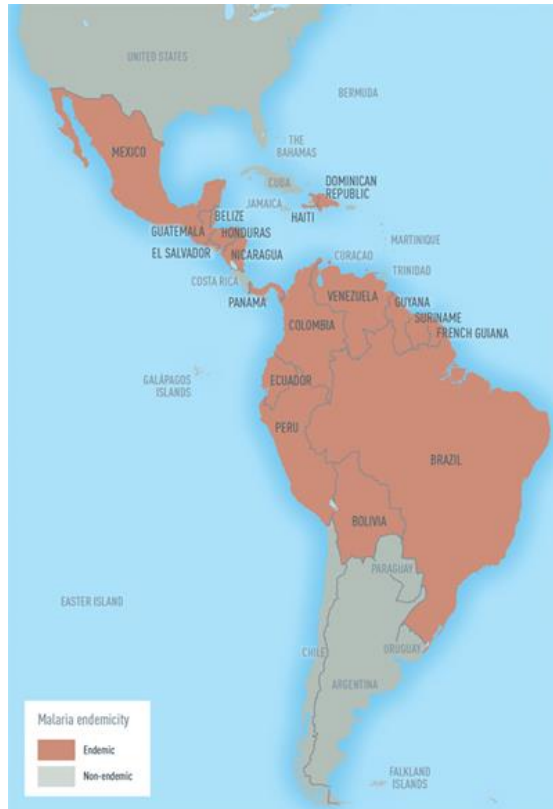 UNITED STATES
BERMUDA
THE
BAHAMAS
MEXICO
CUBA
DOMINICAN
REPUBLIC
JAMAICA
HAITI
BELIZE
GUATEMALA
HONDURAS
MARTINIQUE
EL SALVADOR
NICARAGUA
CURACAO
TRINIDAD
COSTA RICA
PANAMA
VENEZUELA
GUYANA
SURINAME
FRENCH GUIANA
COLOMBIA
GALÁPAGOS
ISLANDS
ECUADOR
PERU
BRAZIL
BOLIVIA
PARAGUAY
EASTER ISLAND
CHILE
URUGUAY
ARGENTINA
Malaria endemicity
Endemic
Non-endemic
FALKLAND
ISLANDS